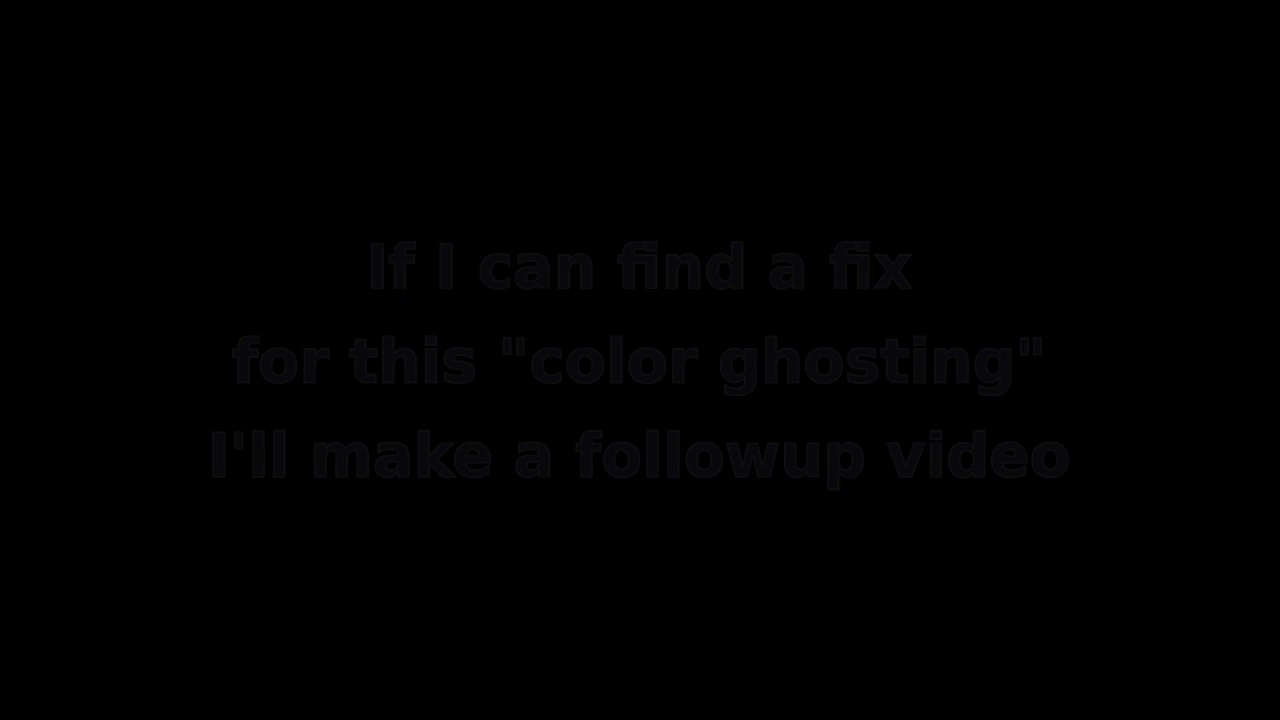 If I can find a fix
for this "color ghosting"
I'll make a followup video